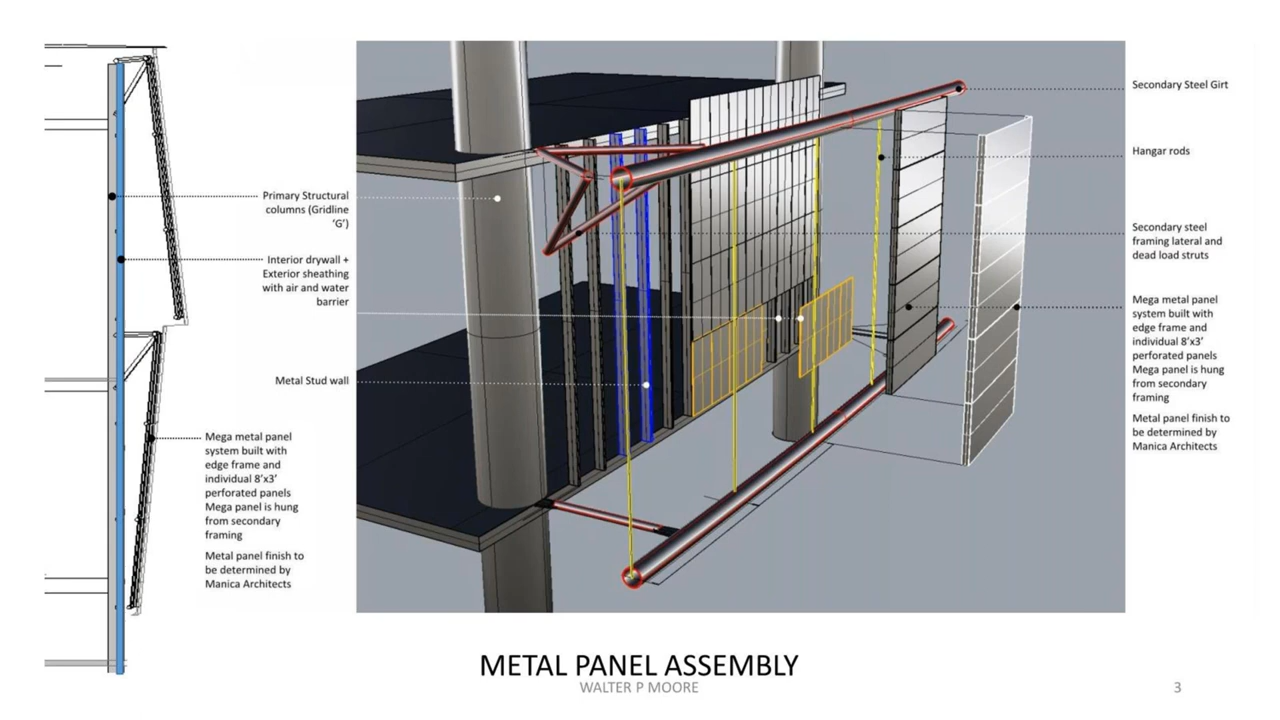 Primary Structural
columns (Gridline
‘G’)
Interior drywall +
Exterior sheathing
with air and water
barrier
Metal Stud wall
Mega metal panel
system built with
edge frame and
individual 8’x3’
perforated panels
Mega panel is hung
from secondary
framing
Metal panel finish to
be determined by
Manica Architects
Secondary Steel Girt
Hangar rods
Secondary steel
framing lateral and
dead load struts
Mega metal panel
system built with
edge frame and
individual 8’x3’
perforated panels
Mega panel is hung
from secondary
framing
Metal panel finish to
be determined by
Manica Architects
METAL PANEL ASSEMBLY
WALTER P MOORE
3